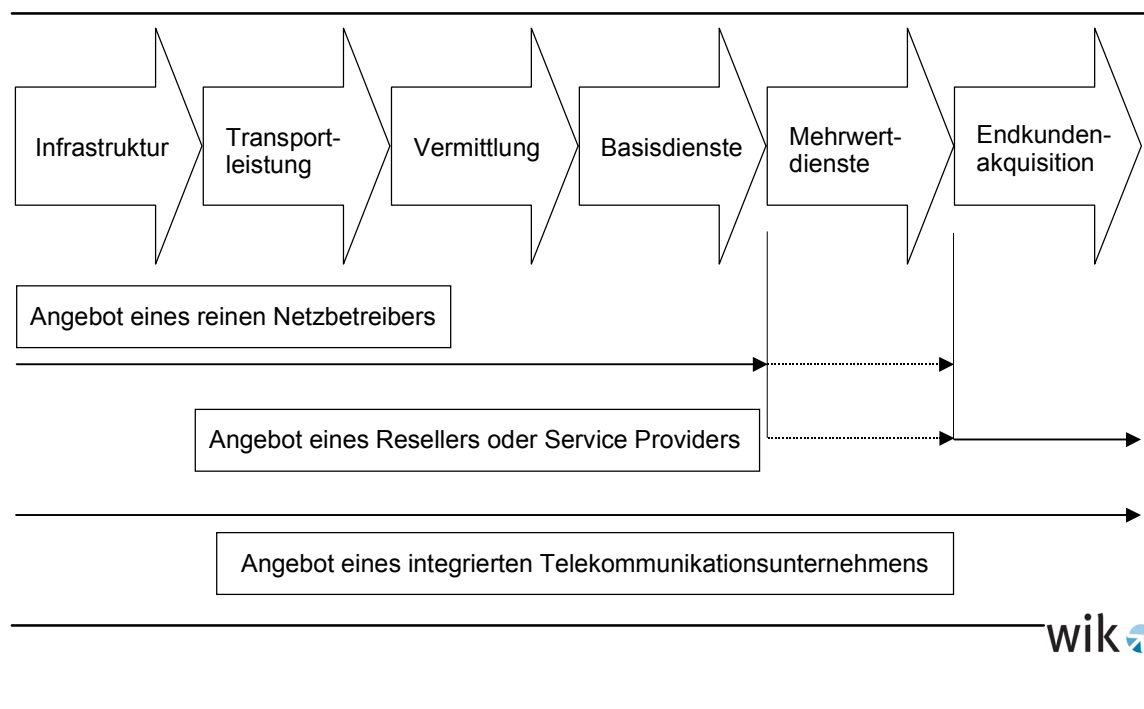 Infrastruktur
Transport-
leistung
Vermittlung
Basisdienste
Mehrwert-
dienste
Endkunden-
akquisition
Angebot eines reinen Netzbetreibers
Angebot eines Resellers oder Service Providers
Angebot eines integrierten Telekommunikationsunternehmens
wik